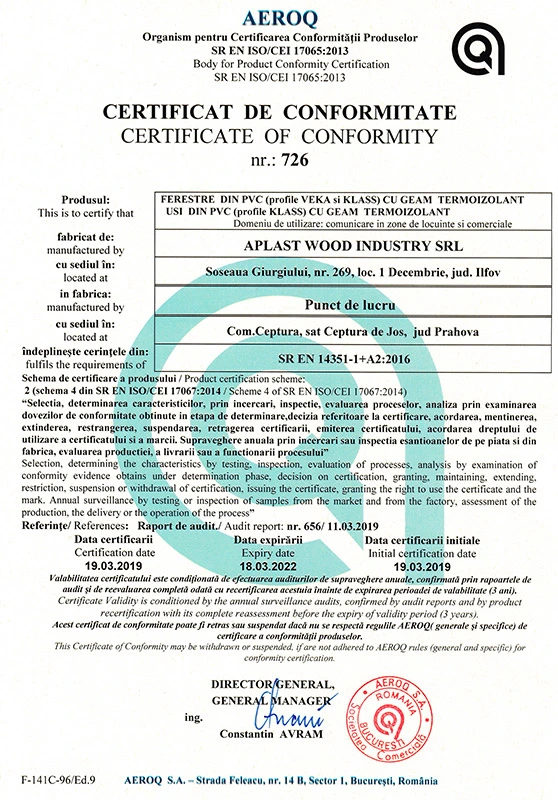 AEROQ
Organism pentru Certificarea Conformității Produselor
SR EN ISO/CEI 17065:2013
Body for Product Conformity Certification
SR EN ISO/CEI 17065:2013
CERTIFICAT DE CONFORMITATE
CERTIFICATE OF CONFORMITY
nr.: 726
Produsul:
This is to certify that
FERESTRE DIN PVC (profile VEKA si KLASS) CU GEAM TERMOIZOLANT
USI DIN PVC (profile KLASS) CU GEAM TERMOIZOLANT
Domeniu de utilizare: comunicare in zone de locuinte si comerciale
fabricat de:
manufactured by
APLAST WOOD INDUSTRY SRL
cu sediul în:
located at
Soseaua Giurgiului, nr. 269, loc. 1 Decembrie, jud. Ilfov
in fabrica:
manufactured by
Punct de lucru
cu sediul în:
located at
Com.Ceptura, sat Ceptura de Jos, jud Prahova
îndeplinește cerințele din:
fulfils the requirements of
SR EN 14351-1+A2:2016
Schema de certificare a produsului / Product certification scheme:
2 (schema 4 din SR EN ISO/CEI 17067:2014 / Scheme 4 of SR EN ISO/CEI 17067:2014)
"Selectia, determinarea caracteristicilor, prin incercari, inspectie, evaluarea proceselor, analiza prin examinarea
dovezilor de conformitate obtinute in etapa de determinare,decizia referitoare la certificare, acordarea, mentinerea,
extinderea, restrangerea, suspendarea, retragerea certificarii, emiterea certificatului, acordarea dreptului de
utilizare a certificatului si a marcii. Supraveghere anuala prin incercari sau inspectia esantioanelor de pe piata si din
fabrica, evaluarea productiei, a livrarii sau a functionarii procesului"
Selection, determining the characteristics by testing, inspection, evaluation of processes, analysis by examination of
conformity evidence obtains under determination phase, decision on certification, granting, maintaining, extending,
restriction, suspension or withdrawal of certification, issuing the certificate, granting the right to use the certificate and the
mark. Annual surveillance by testing or inspection of samples from the market and from the factory, assessment of the
production, the delivery or the operation of the process"
Referințe/ References: Raport de audit./ Audit report: nr. 656/ 11.03.2019
Data certificarii Data expirării Data certificarii initiale
Certification date Expiry date Initial certification date
19.03.2019 18.03.2022 19.03.2019
Valabilitatea certificatului este condiționată de efectuarea auditurilor de supraveghere anuale, confirmată prin rapoartele de
audit și de reevaluarea completă odată cu recertificarea acestuia înainte de expirarea perioadei de valabilitate (3 ani).
Certificate Validity is conditioned by the annual surveillance audits, confirmed by audit reports and by product
recertification with its complete reassessment before the expiry of validity period (3 years).
Acest certificat de conformitate poate fi retras sau suspendat dacă nu se respectă regulile AEROQ( generale și specifice) de
certificare a conformității produselor.
This Certificate of Conformity may be withdrawn or suspended, if are not adhered to AEROQ rules (general and specific) for
conformity certification.
DIRECTOR GENERAL,
GENERAL MANAGER
ing.
Constantin AVRAM
AEROQ S.A.
ROMANIA
BUCUREȘTI
Societatea Comercială
F-141C-96/Ed.9
AEROQ S.A. – Strada Feleacu, nr. 14 B, Sector 1, București, România